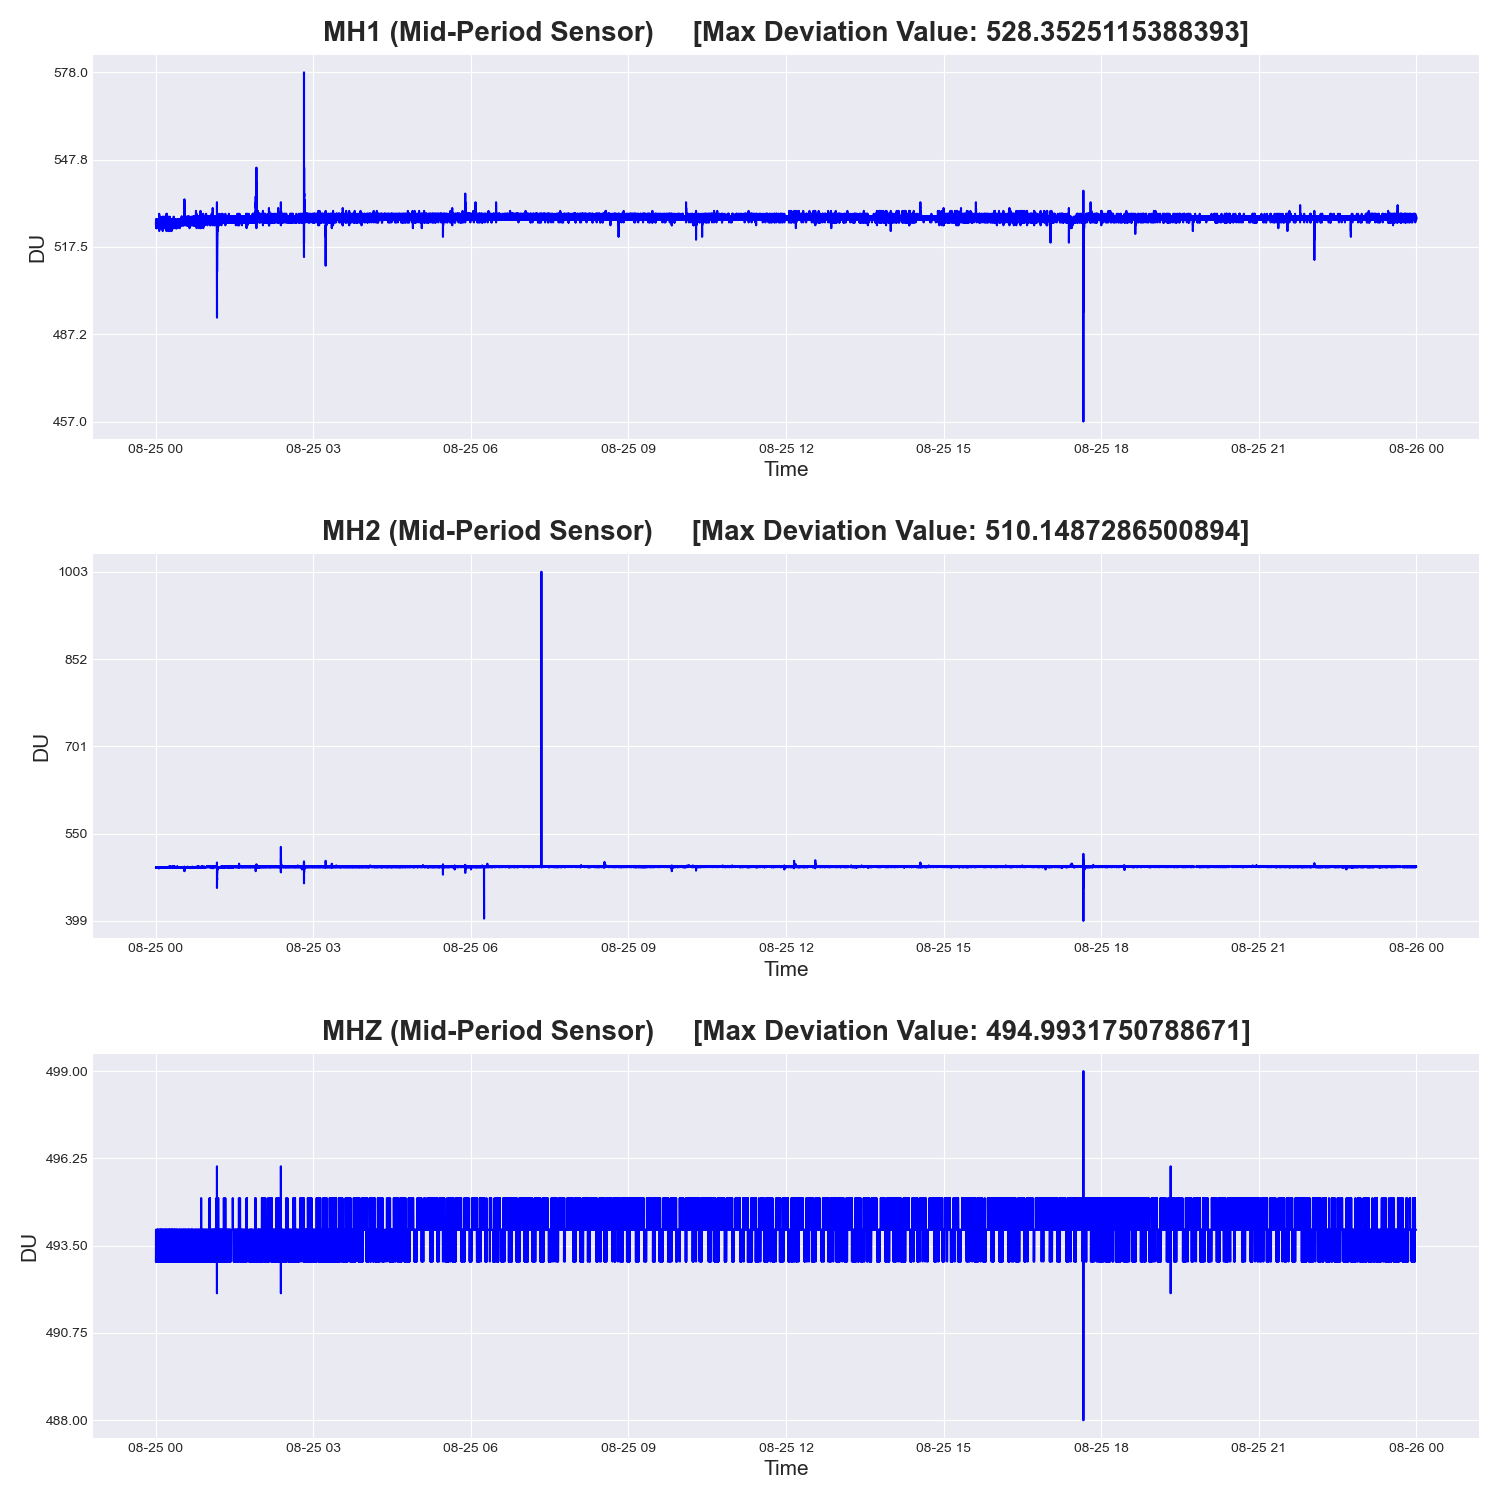 MH1 (Mid-Period Sensor) [Max Deviation Value: 528.3525115388393]
578.0
547.8
517.5
487.2
457.0
DU
08-25 00 08-25 03 08-25 06 08-25 09 08-25 12 08-25 15 08-25 18 08-25 21 08-26 00
Time
MH2 (Mid-Period Sensor) [Max Deviation Value: 510.1487286500894]
1003
852
701
550
399
DU
08-25 00 08-25 03 08-25 06 08-25 09 08-25 12 08-25 15 08-25 18 08-25 21 08-26 00
Time
MHZ (Mid-Period Sensor) [Max Deviation Value: 494.9931750788671]
499.00
496.25
493.50
490.75
488.00
DU
08-25 00 08-25 03 08-25 06 08-25 09 08-25 12 08-25 15 08-25 18 08-25 21 08-26 00
Time